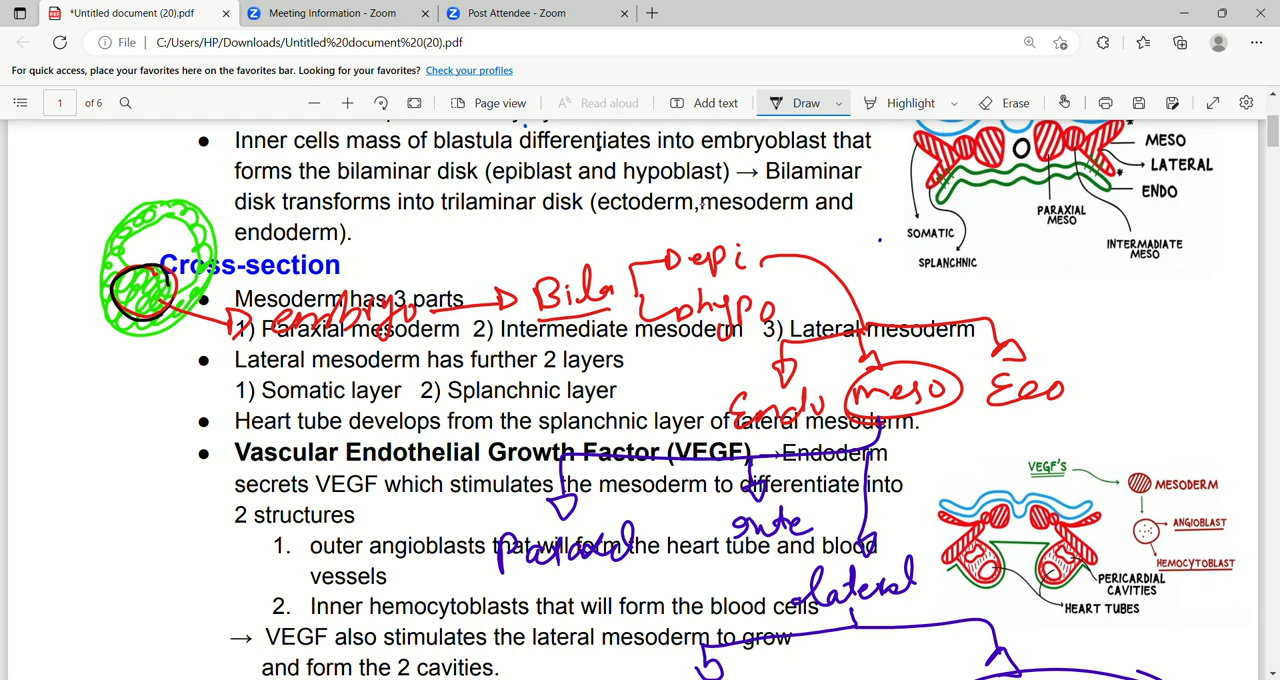 *Untitled document (20).pdf
Meeting Information - Zoom
Post Attendee - Zoom
File C:/Users/HP/Downloads/Untitled%20document%20(20).pdf
For quick access, place your favorites here on the favorites bar. Looking for your favorites? Check your profiles
1 of 6
Page view
Read aloud
Add text
Draw
Highlight
Erase
Inner cells mass of blastula differentiates into embryoblast that
forms the bilaminar disk (epiblast and hypoblast) → Bilaminar
disk transforms into trilaminar disk (ectoderm,mesoderm and
endoderm).
MESO
LATERAL
ENDO
PARAXIAL
MESO
SOMATIC
INTERMEDIATE
MESO
SPLANCHNIC
Cross-section
epi
Mesoderm has 3 parts
embryo
Bila
hypo
1) Paraxial mesoderm 2) Intermediate mesoderm 3) Lateral mesoderm
Lateral mesoderm has further 2 layers
1) Somatic layer 2) Splanchnic layer
Endo
meso
Heart tube develops from the splanchnic layer of lateral mesoderm.
Vascular Endothelial Growth Factor (VEGF) →Endoderm
secrets VEGF which stimulates the mesoderm to differentiate into
2 structures
1. outer angioblasts that will form the heart tube and blood
vessels
lateral
2. Inner hemocytoblasts that will form the blood cells
→ VEGF also stimulates the lateral mesoderm to grow
and form the 2 cavities.
VEGF'S
MESODERM
ANGIOBLAST
HEMOCYTOBLAST
PERICARDIAL
CAVITIES
HEART TUBES